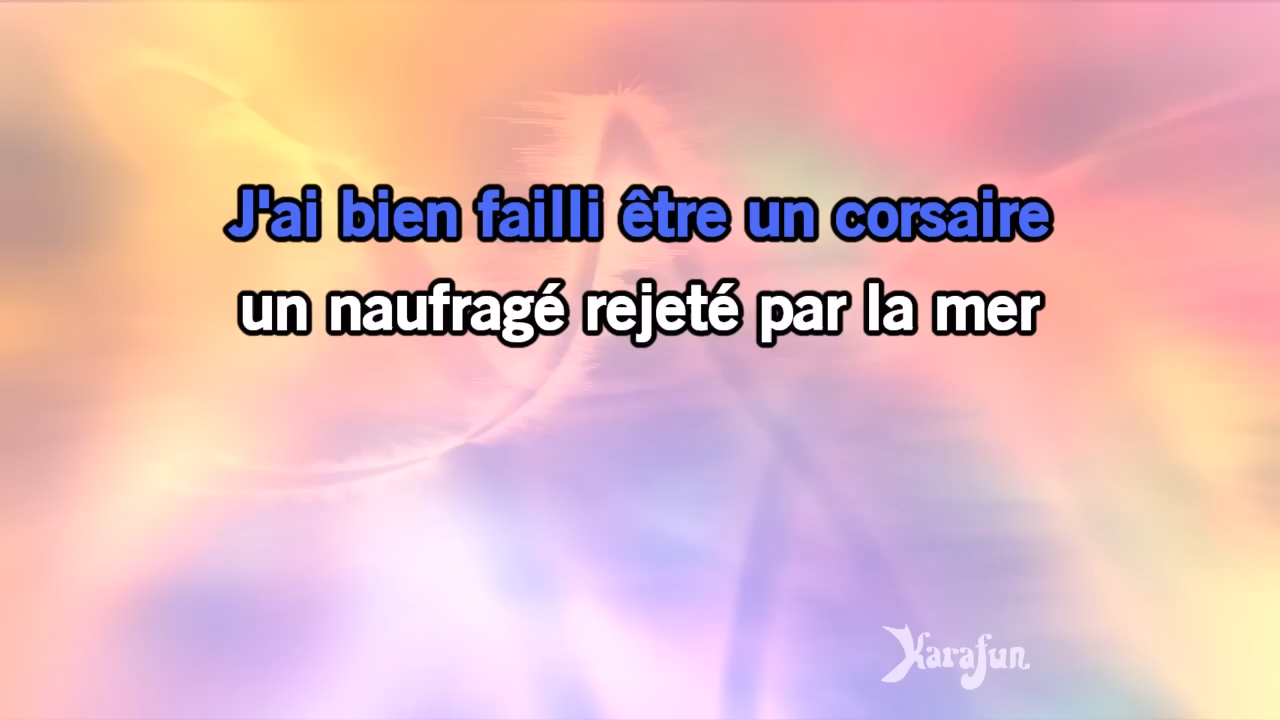 J'ai bien failli être un corsaire
un naufragé rejeté par la mer
Karafun